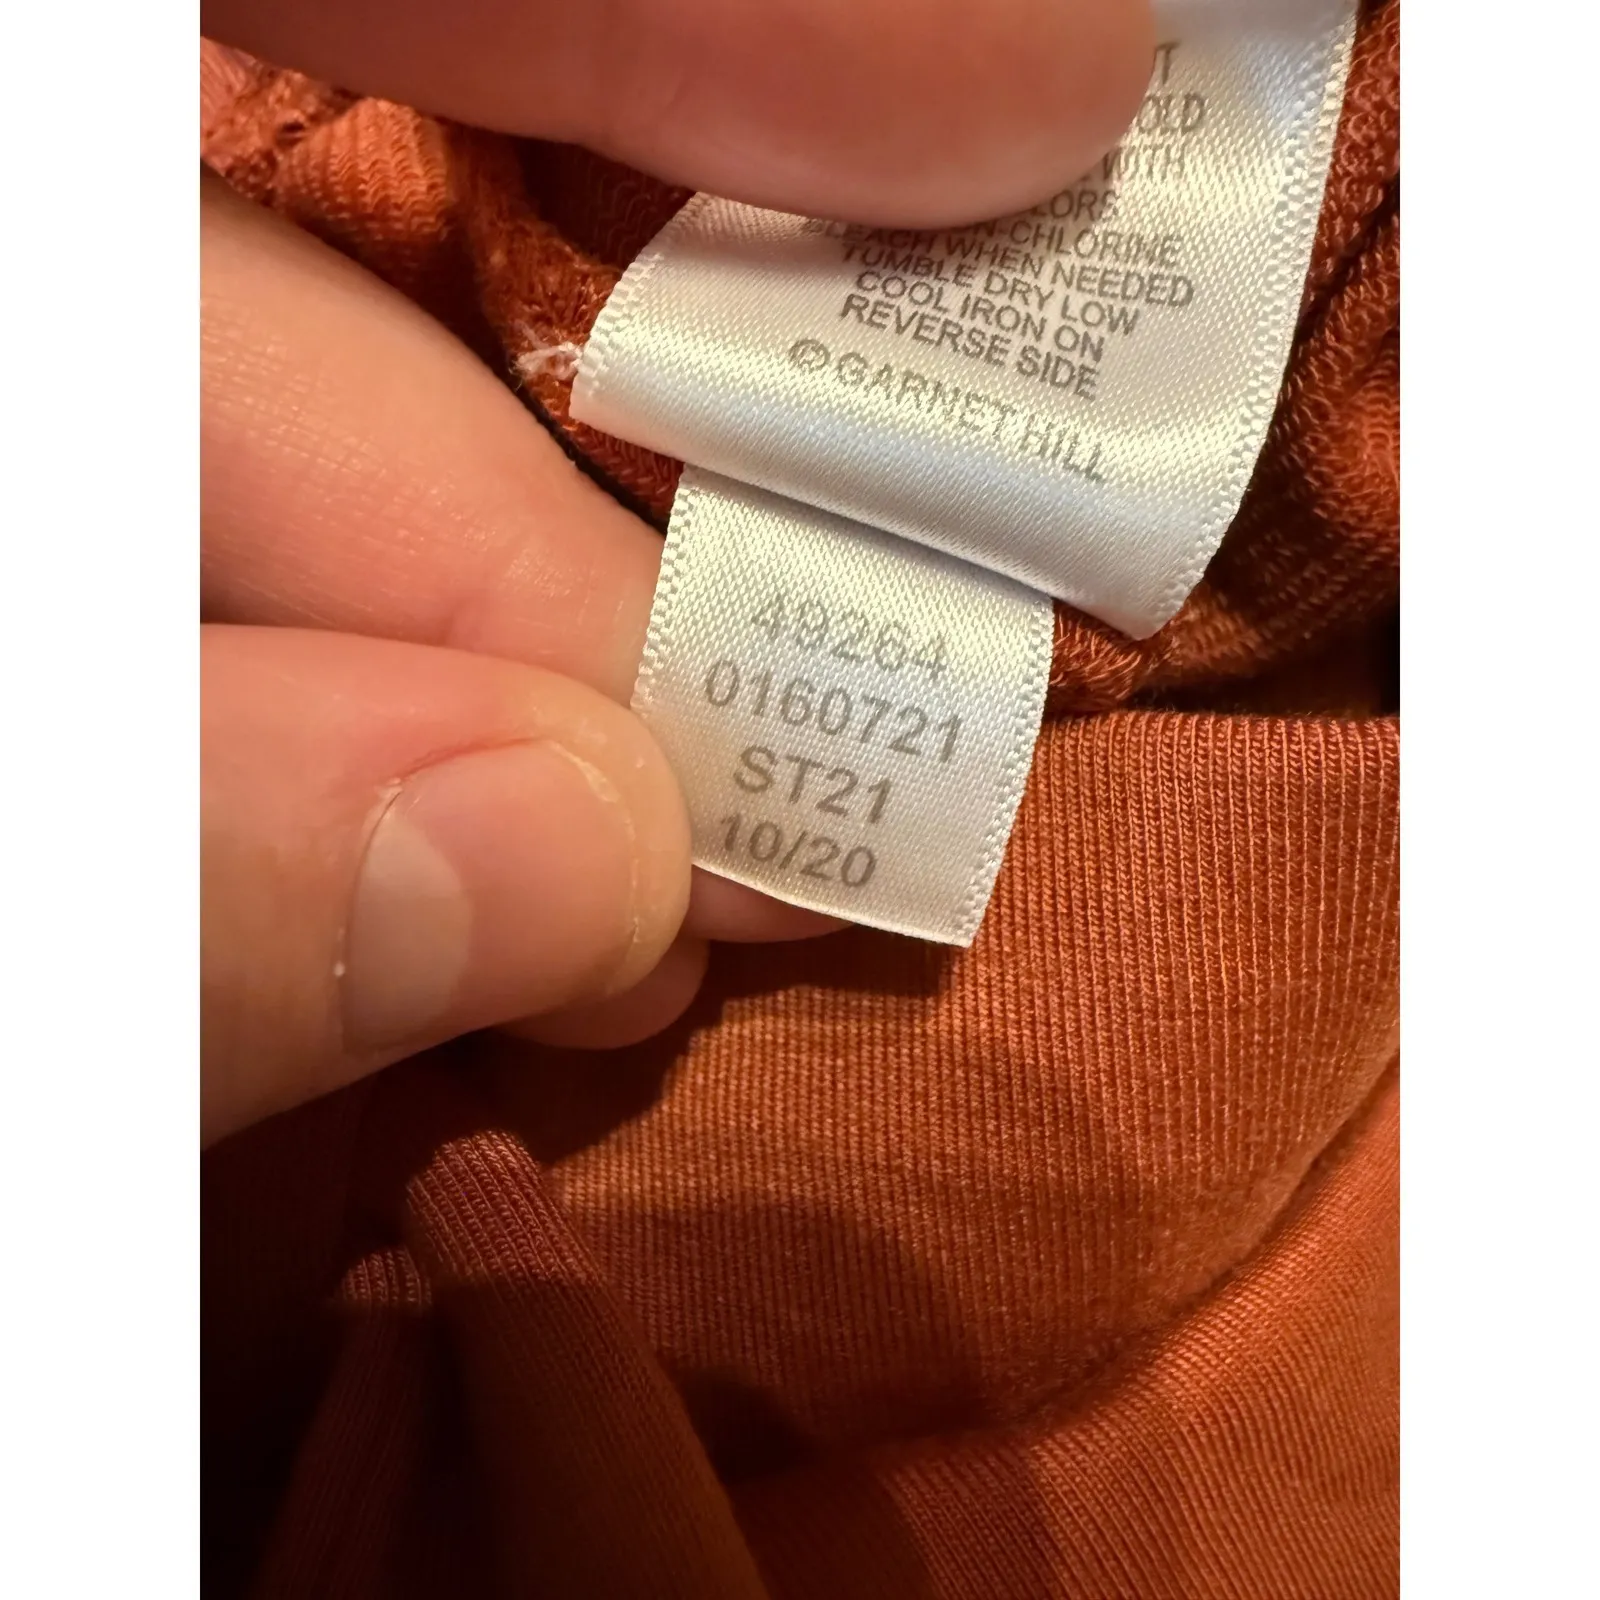 WITH
NON-CHLORINE
BLEACH WHEN NEEDED
TUMBLE DRY LOW
COOL IRON ON
REVERSE SIDE
©GARNET HILL
49264
0160721
ST21
10/20